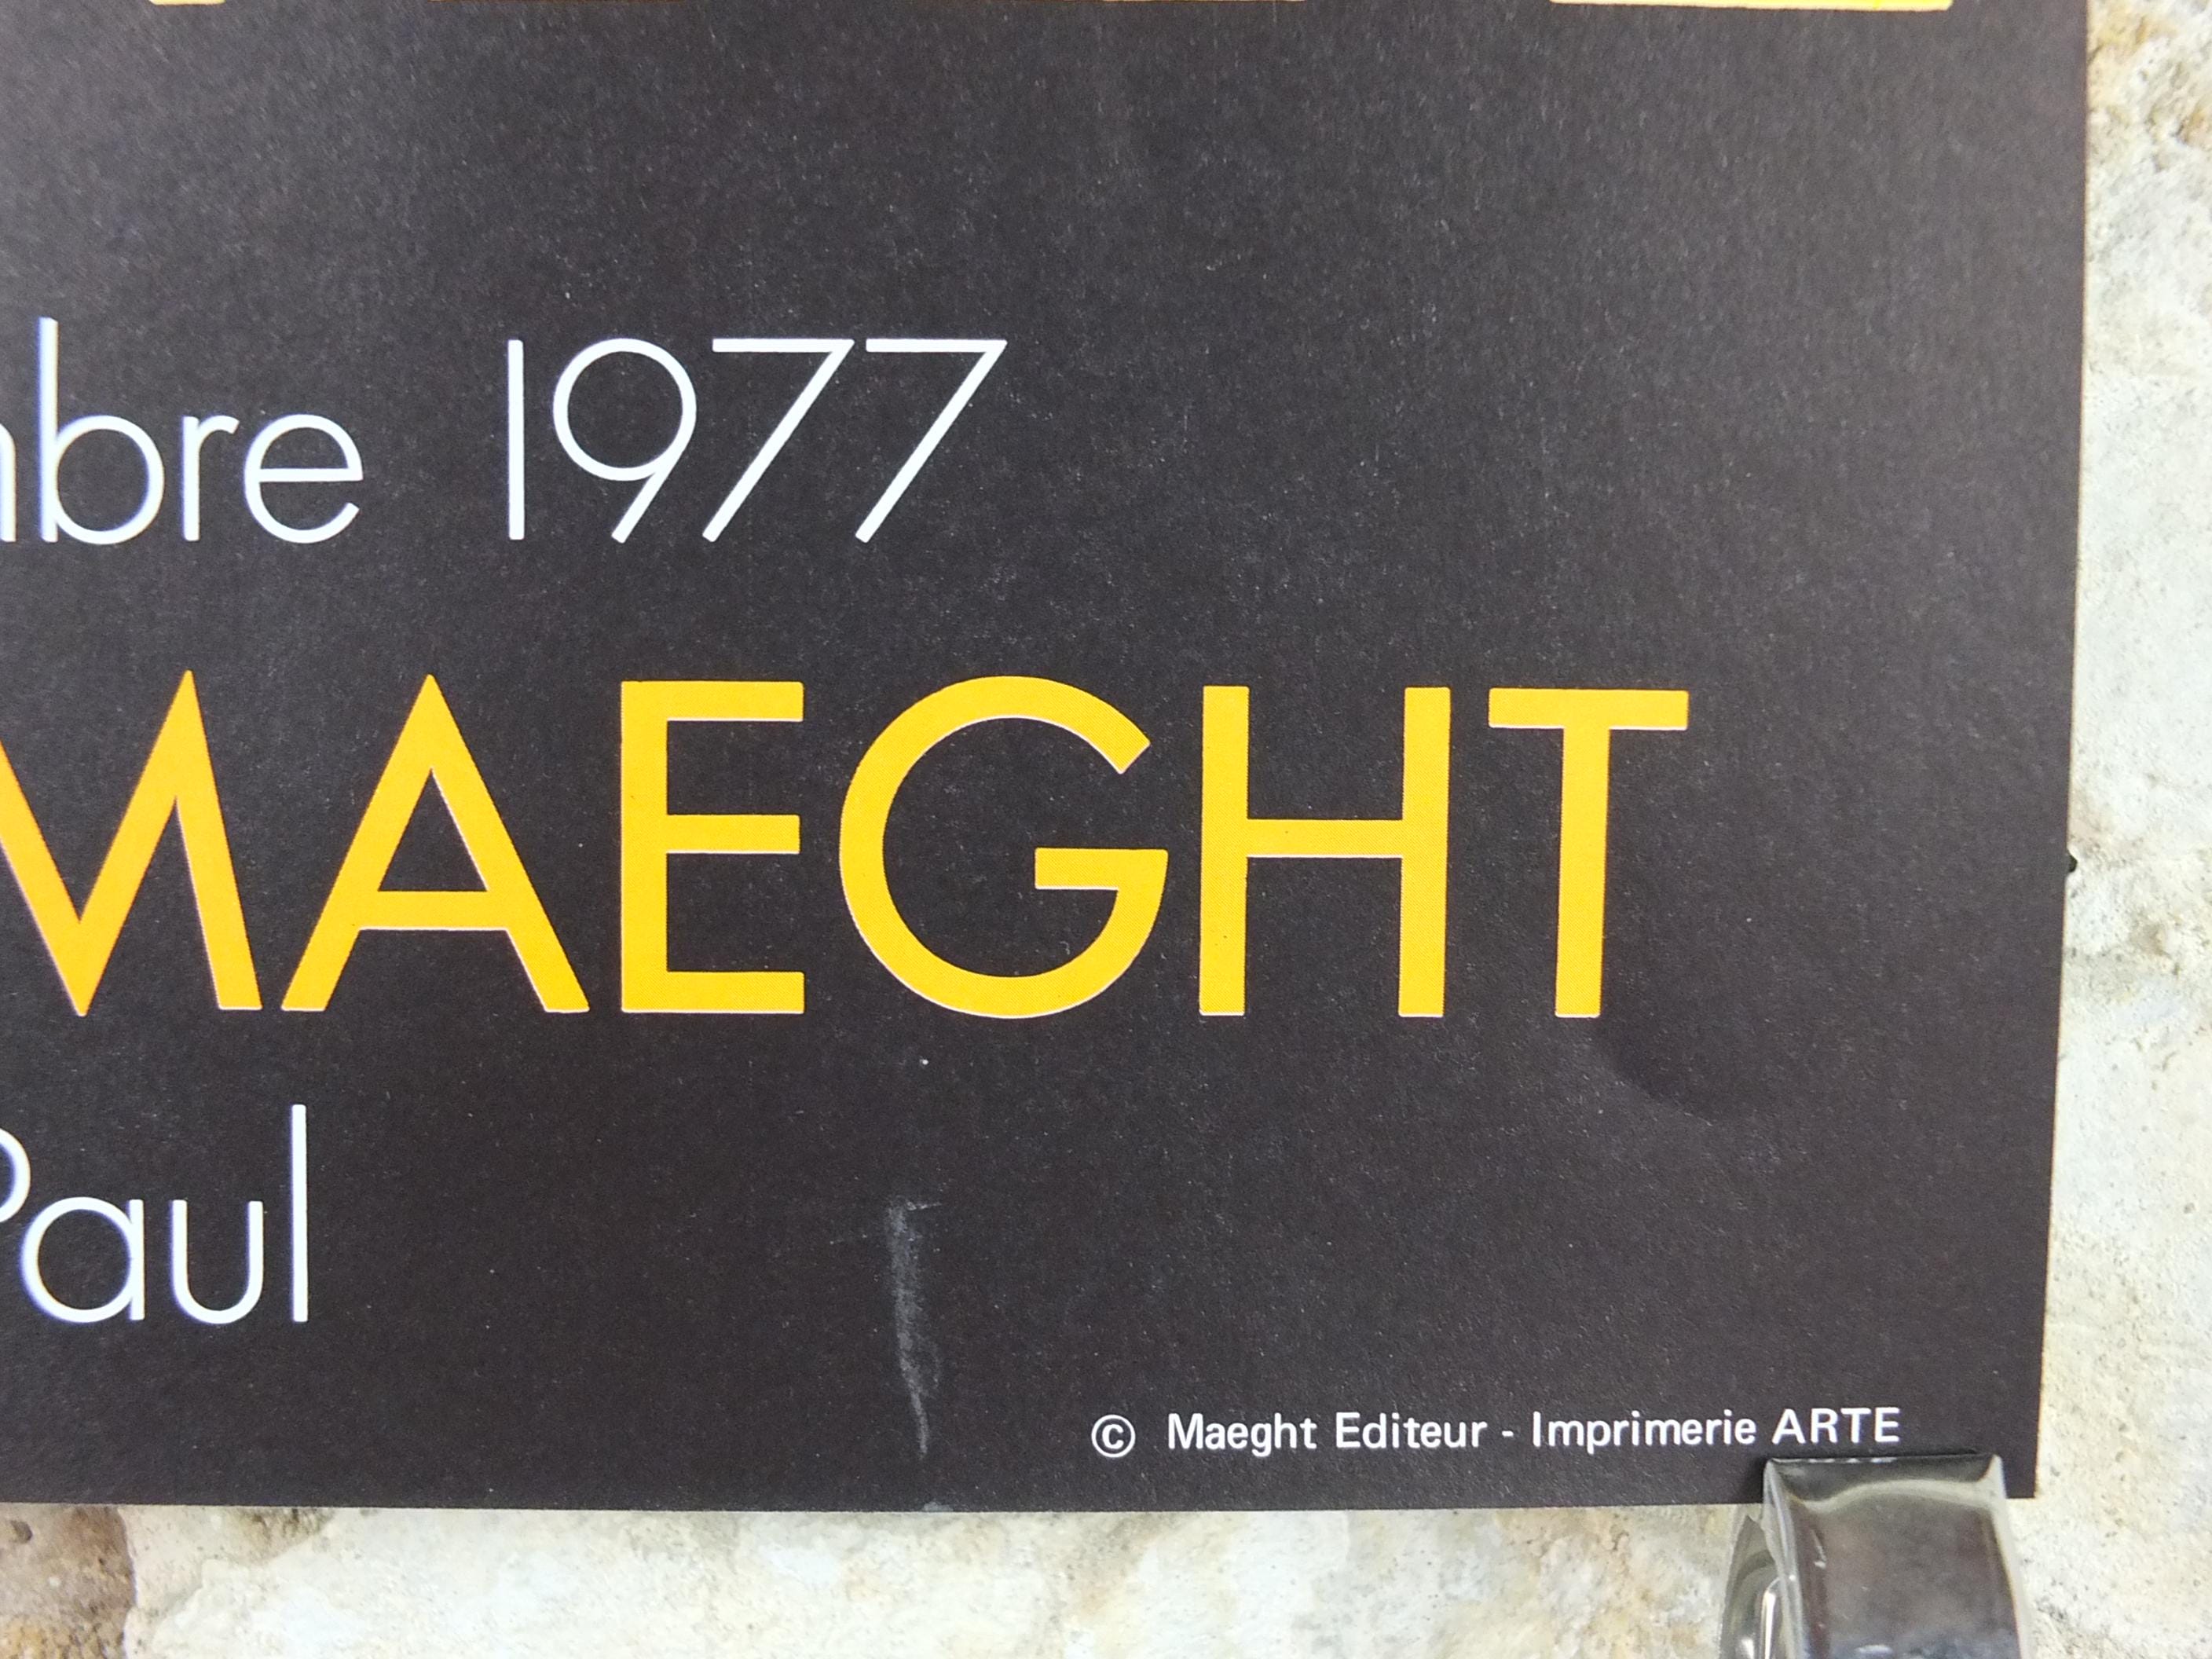 mbre 1977
MAEGHT
Paul
© Maeght Editeur - Imprimerie ARTE